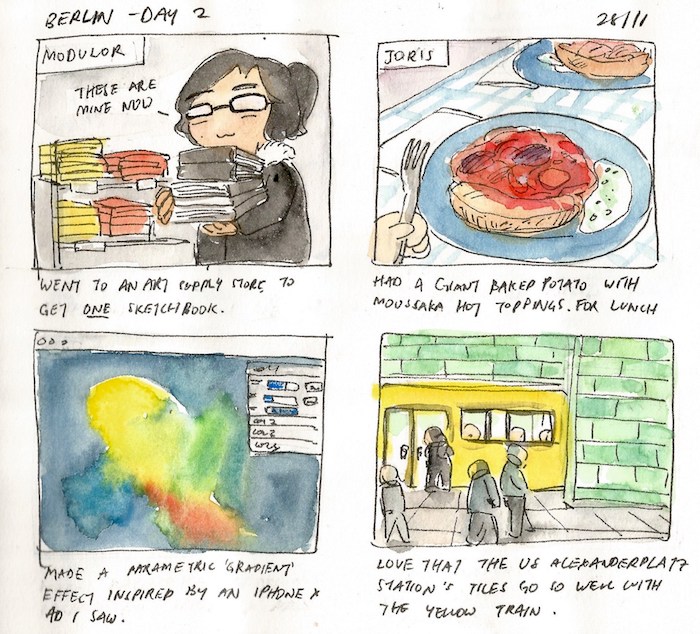 BERLIN - DAY 2
28/11
MODULOR
THESE ARE
MINE NOW
WENT TO AN ART SUPPLY STORE TO
GET ONE SKETCHBOOK.
JORIS
HAD A GIANT BAKED POTATO WITH
MOUSSAKA HOT TOPPINGS. FOR LUNCH
MADE A PARAMETRIC 'GRADIENT'
EFFECT INSPIRED BY AN IPHONE X
AD I SAW.
LOVE THAT THE U8 ALEXANDERPLATZ
STATION'S TILES GO SO WELL WITH
THE YELLOW TRAIN.